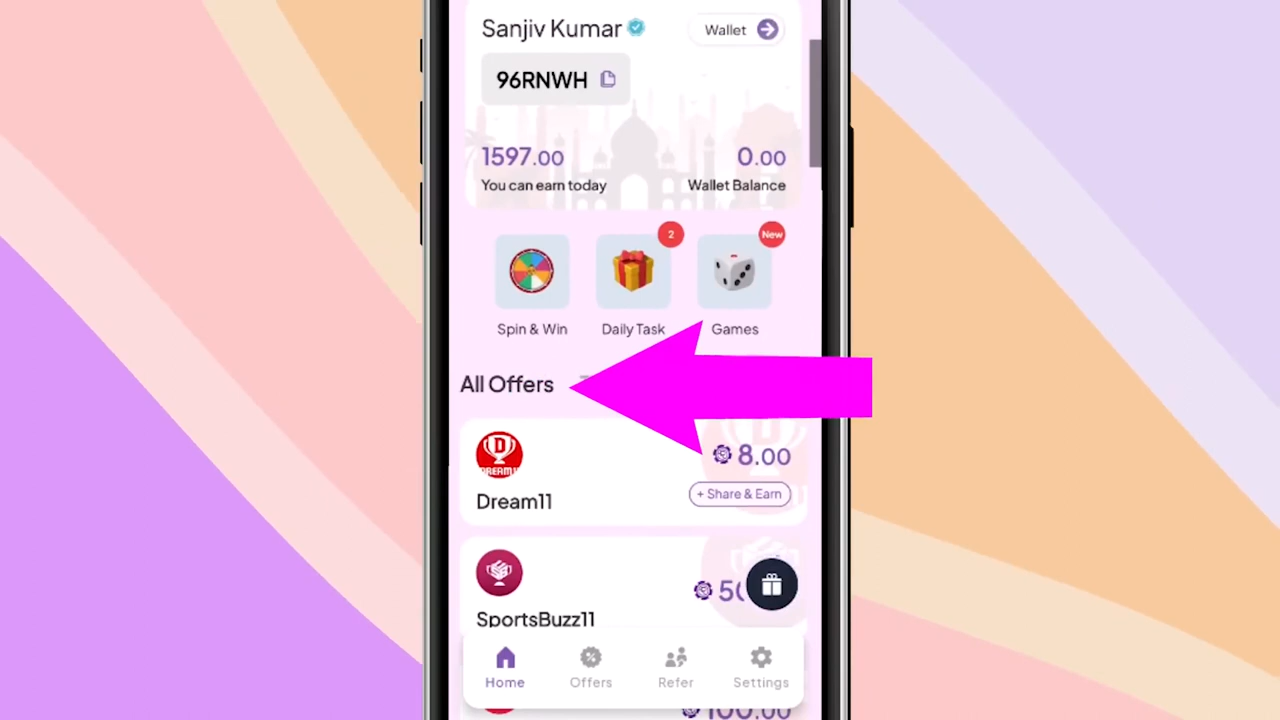 Sanjiv Kumar
Wallet
96RNWH
1597.00
0.00
You can earn today
Wallet Balance
2
New
Spin & Win
Daily Task
Games
All Offers
D
DREAM11
8.00
Dream11
+ Share & Earn
SportsBuzz11
Home
Offers
Refer
Settings
100.00